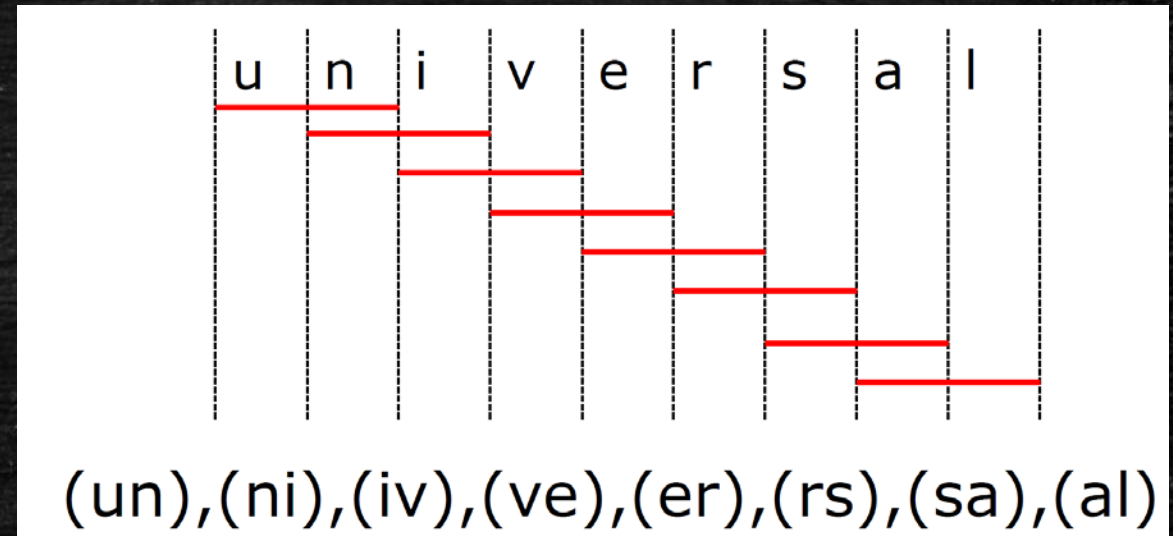 u n i v e r s a l
(un),(ni),(iv),(ve),(er),(rs),(sa),(al)